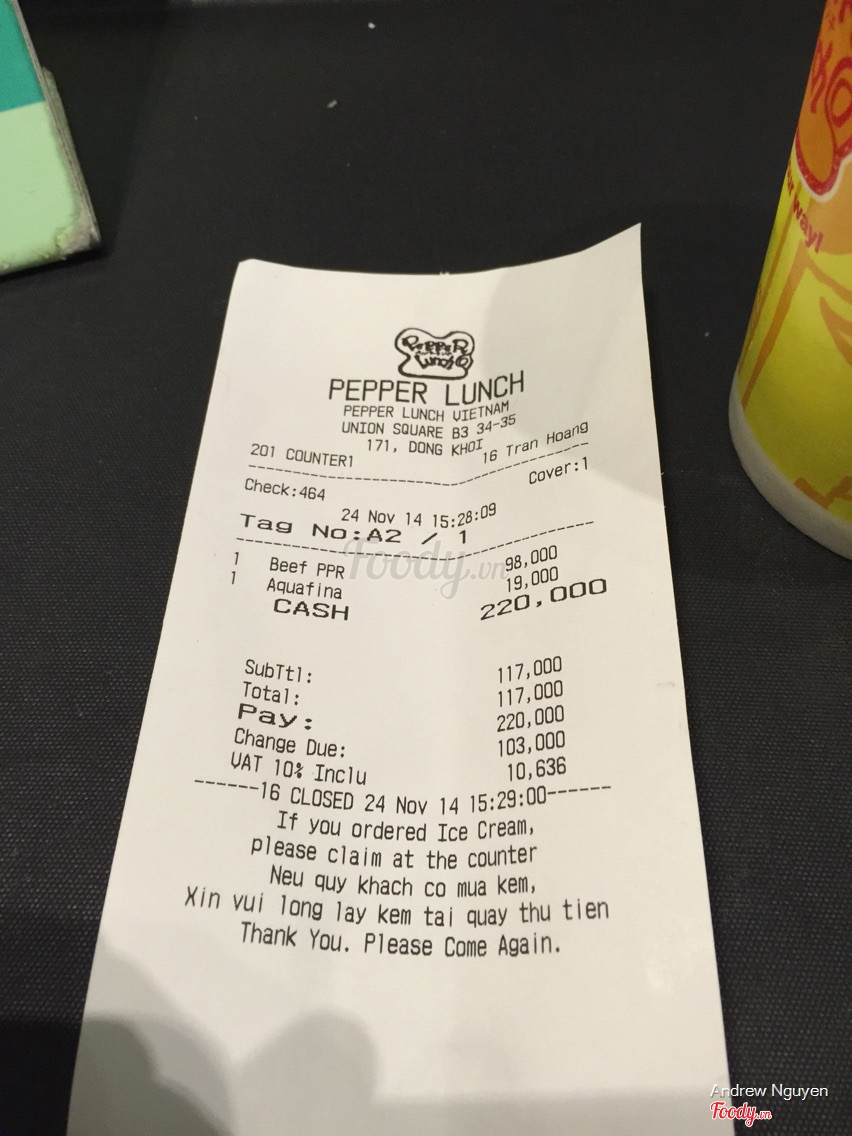 PEPPER Lunch
PEPPER LUNCH
PEPPER LUNCH VIETNAM
UNION SQUARE B3 34-35
171, DONG KHOI
201 COUNTER1 16 Tran Hoang
Check:464 Cover:1
24 Nov 14 15:28:09
Tag No:A2 / 1
1 Beef PPR 98,000
1 Aquafina 19,000
CASH 220,000
SubTtl: 117,000
Total: 117,000
Pay: 220,000
Change Due: 103,000
VAT 10% Inclu 10,636
------16 CLOSED 24 Nov 14 15:29:00------
If you ordered Ice Cream,
please claim at the counter
Neu quy khach co mua kem,
Xin vui long lay kem tai quay thu tien
Thank You. Please Come Again.
way!
Foody.vn
Andrew Nguyen
Foody.vn